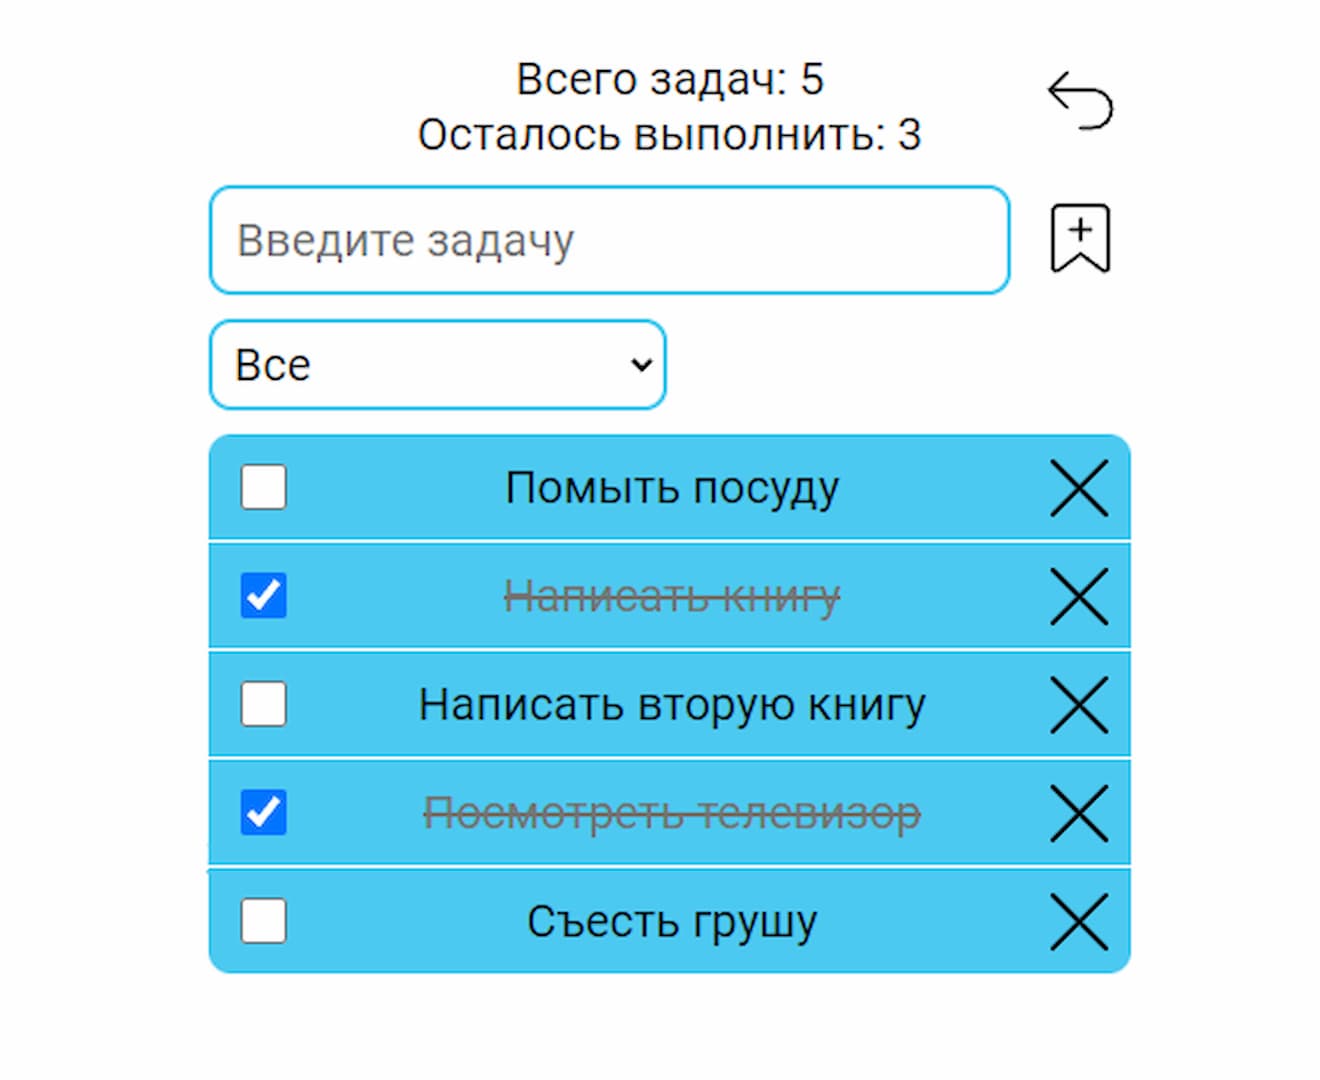 Всего задач: 5
Осталось выполнить: 3
Введите задачу
Все
Помыть посуду
Написать книгу
Написать вторую книгу
Посмотреть телевизор
Съесть грушу